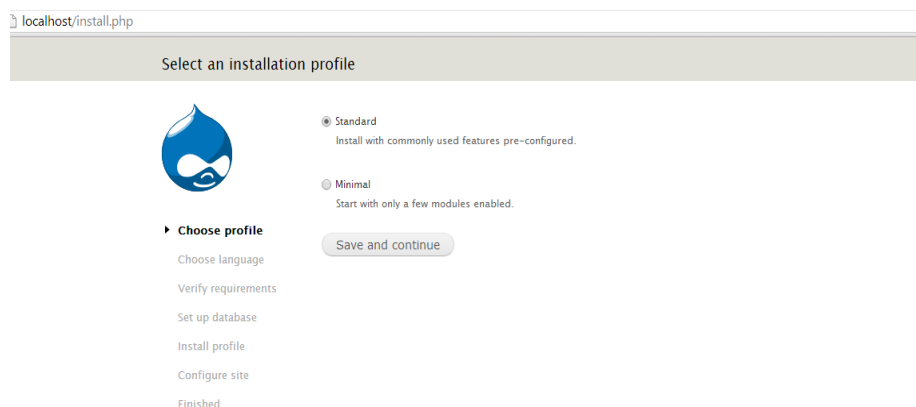 localhost/install.php
Select an installation profile
Standard
Install with commonly used features pre-configured.
Minimal
Start with only a few modules enabled.
Save and continue
Choose profile
Choose language
Verify requirements
Set up database
Install profile
Configure site
Finished